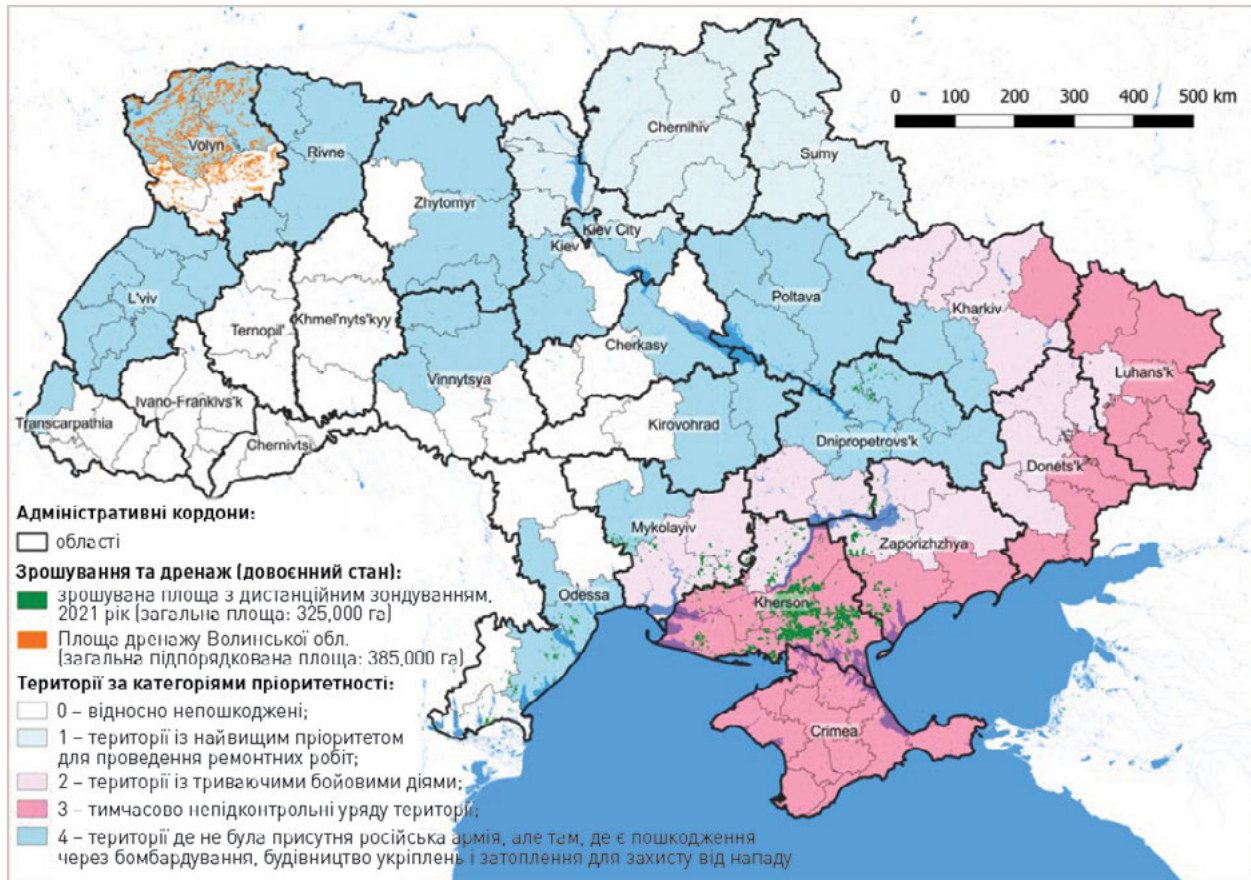 0 100 200 300 400 500 km
Chernihiv
Sumy
Volyn
Rivne
Zhytomyr
Kiev City
Kiev
L'viv
Ternopil'
Khmel'nyts'kyy
Poltava
Kharkiv
Cherkasy
Luhans'k
Vinnytsya
Ivano-Frankivs'k
Transcarpathia
Chernivtsi
Kirovohrad
Dnipropetrovs'k
Donets'k
Mykolayiv
Zaporizhzhya
Odessa
Kherson
Crimea
Адміністративні кордони:
області
Зрошування та дренаж (довоєнний стан):
зрошувана площа з дистанційним зондуванням,
2021 рік (загальна площа: 325,000 га)
Площа дренажу Волинської обл.
(загальна підпорядкована площа: 385,000 га)
Території за категоріями пріоритетності:
0 – відносно непошкоджені;
1 – території із найвищим пріоритетом
для проведення ремонтних робіт;
2 – території із триваючими бойовими діями;
3 – тимчасово непідконтрольні уряду території;
4 – території де не була присутня російська армія, але там, де є пошкодження
через бомбардування, будівництво укріплень і затоплення для захисту від нападу